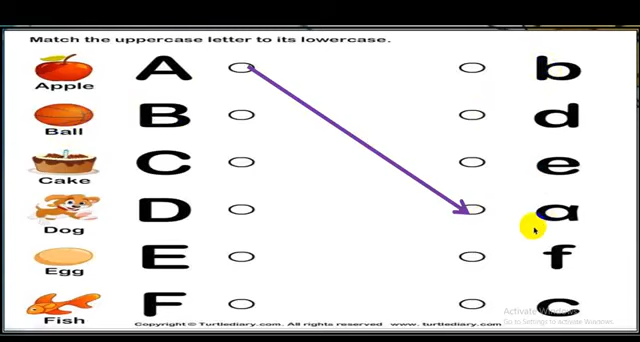 Match the uppercase letter to its lowercase.
Apple A b
Ball B d
Cake C e
Dog D a
Egg E f
Fish F c
Activate Windows
Go to Settings to Activate Windows.
Copyright © Turtlediary.com. All rights reserved www. turtlediary.com